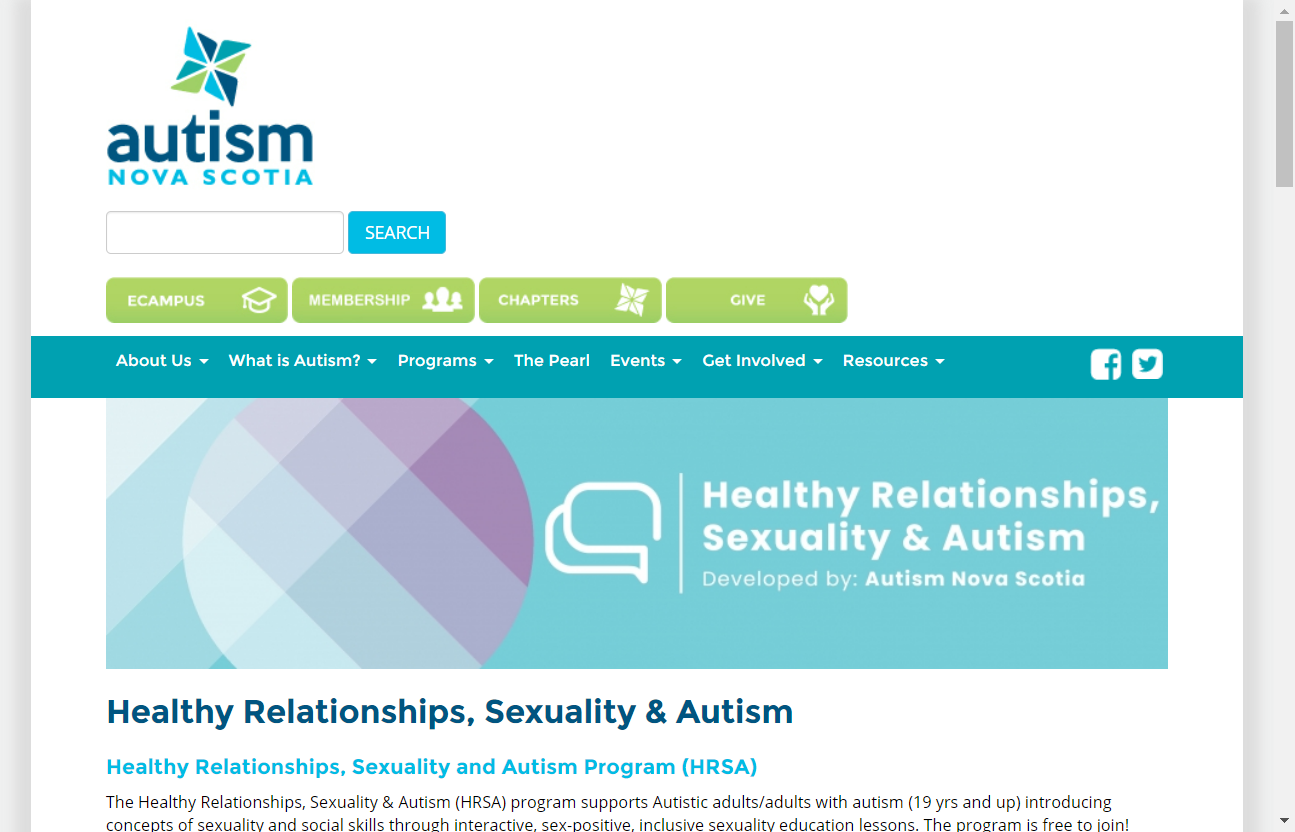 autism
NOVA SCOTIA
SEARCH
ECAMPUS MEMBERSHIP CHAPTERS GIVE
About Us What is Autism? Programs The Pearl Events Get Involved Resources
Healthy Relationships,
Sexuality & Autism
Developed by: Autism Nova Scotia
Healthy Relationships, Sexuality & Autism
Healthy Relationships, Sexuality and Autism Program (HRSA)
The Healthy Relationships, Sexuality & Autism (HRSA) program supports Autistic adults/adults with autism (19 yrs and up) introducing
concepts of sexuality and social skills through interactive, sex-positive, inclusive sexuality education lessons. The program is free to join!